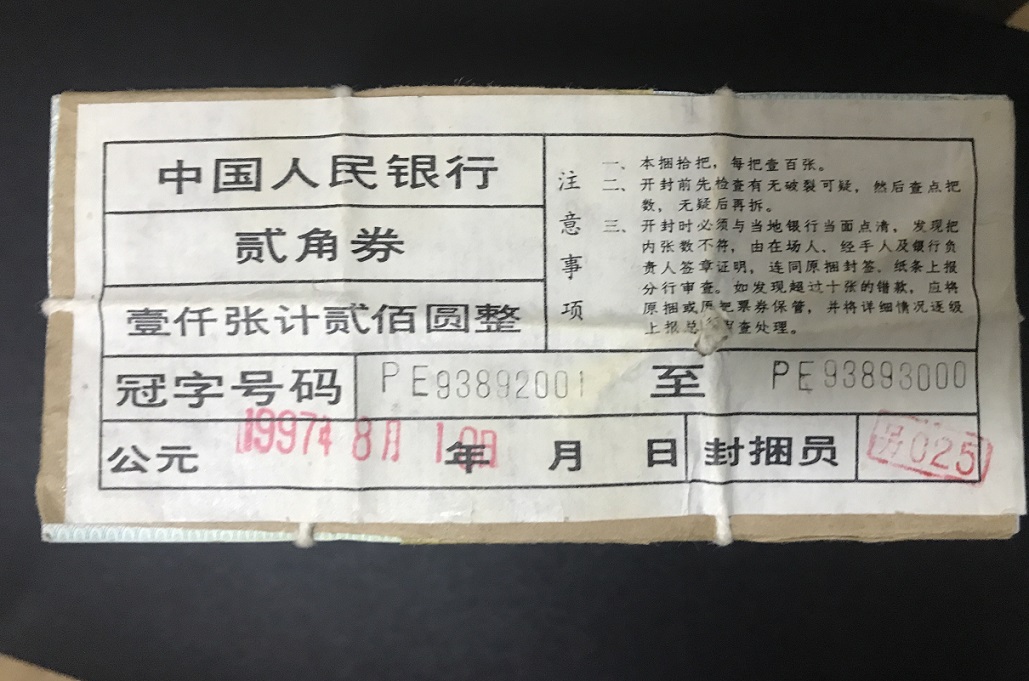 中国人民银行
贰角券
壹仟张计贰佰圆整
注意事项
一、本捆拾把，每把壹百张。
二、开封前先检查有无破裂可疑，然后查点把
数，无疑后再拆。
三、开封时必须与当地银行当面点清，发现把
内张数不符，由在场人、经手人及银行负
责人签章证明，连同原捆封签、纸条上报
分行审查。如发现超过十张的错款，应将
原捆或原把票券保管，并将详细情况逐级
上报总行审查处理。
冠字号码 PE93892001 至 PE93893000
公元 年 月 日 封捆员
1997年 8月 10日
025